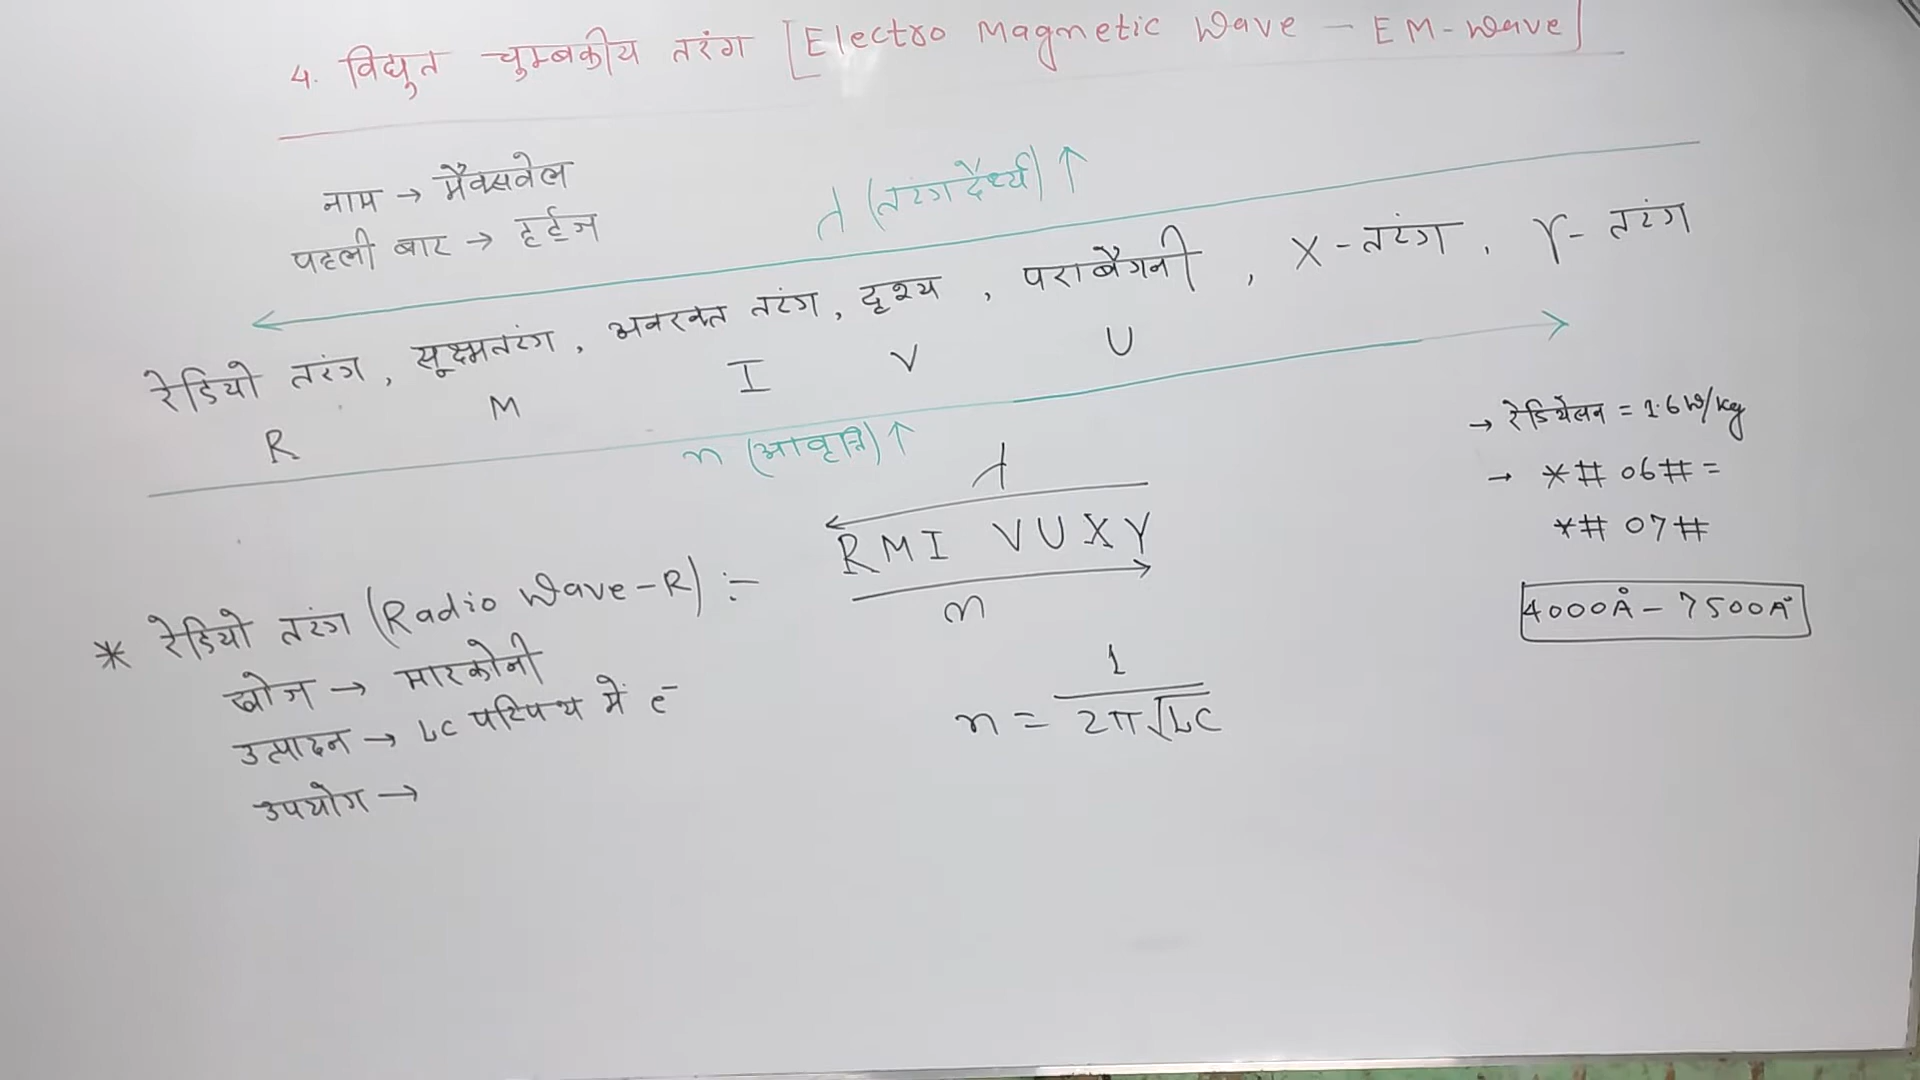 4. विद्युत चुम्बकीय तरंग [Electro Magnetic Wave - EM-Wave]
नाम → मैक्सवेल
पहली बार → हर्ट्ज
λ (तरंगदैर्ध्य) ↑
रेडियो तरंग, सूक्ष्मतरंग, अवरक्त तरंग, दृश्य, पराबैगनी, X-तरंग, γ-तरंग
R M I V U
n (आवृत्ति) ↑
→ रेडियेशन = 1.6 W/kg
→ *# 06# =
*# 07#
4000Å - 7500Å
λ
RMI VUXγ
n
* रेडियो तरंग (Radio Wave-R) :-
खोज → मारकोनी
उत्पादन → LC परिपथ में e⁻
उपयोग →
n = 1/2π√LC